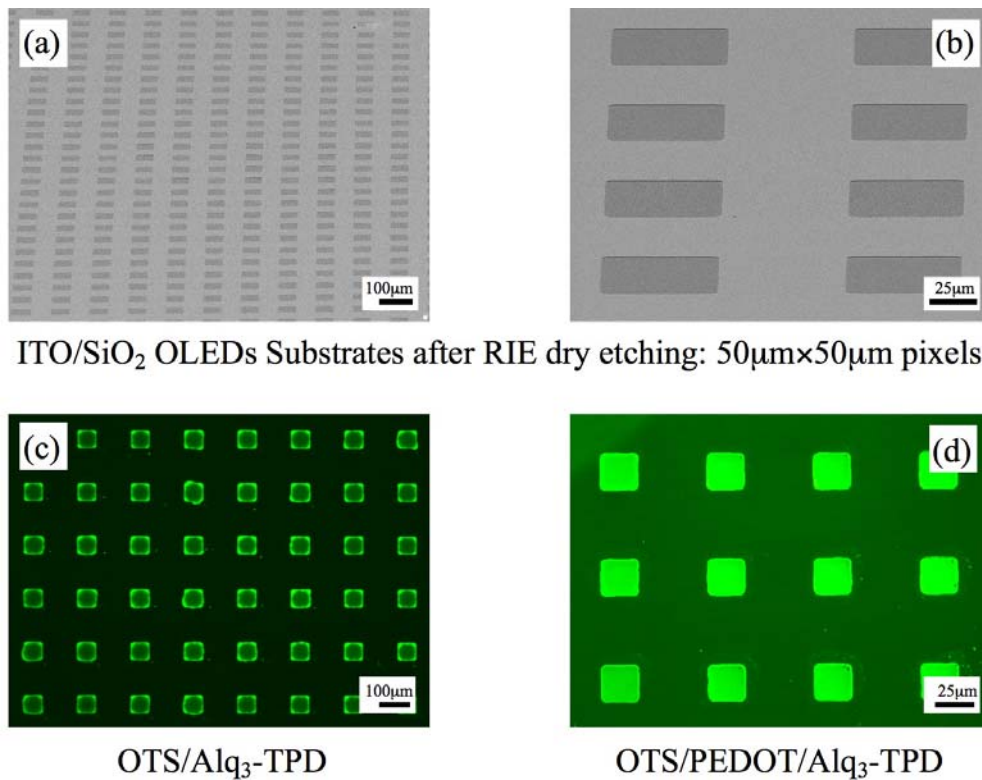 (a)
(b)
100μm
25μm
ITO/SiO₂ OLEDs Substrates after RIE dry etching: 50μm×50μm pixels
(c)
(d)
100μm
25μm
OTS/Alq₃-TPD
OTS/PEDOT/Alq₃-TPD